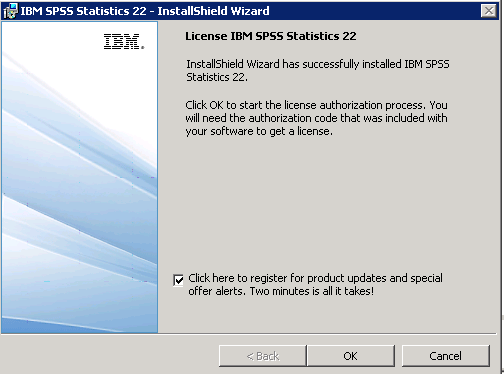 IBM SPSS Statistics 22 - InstallShield Wizard
IBM.
License IBM SPSS Statistics 22
InstallShield Wizard has successfully installed IBM SPSS
Statistics 22.
Click OK to start the license authorization process. You
will need the authorization code that was included with
your software to get a license.
Click here to register for product updates and special
offer alerts. Two minutes is all it takes!
< Back
OK
Cancel